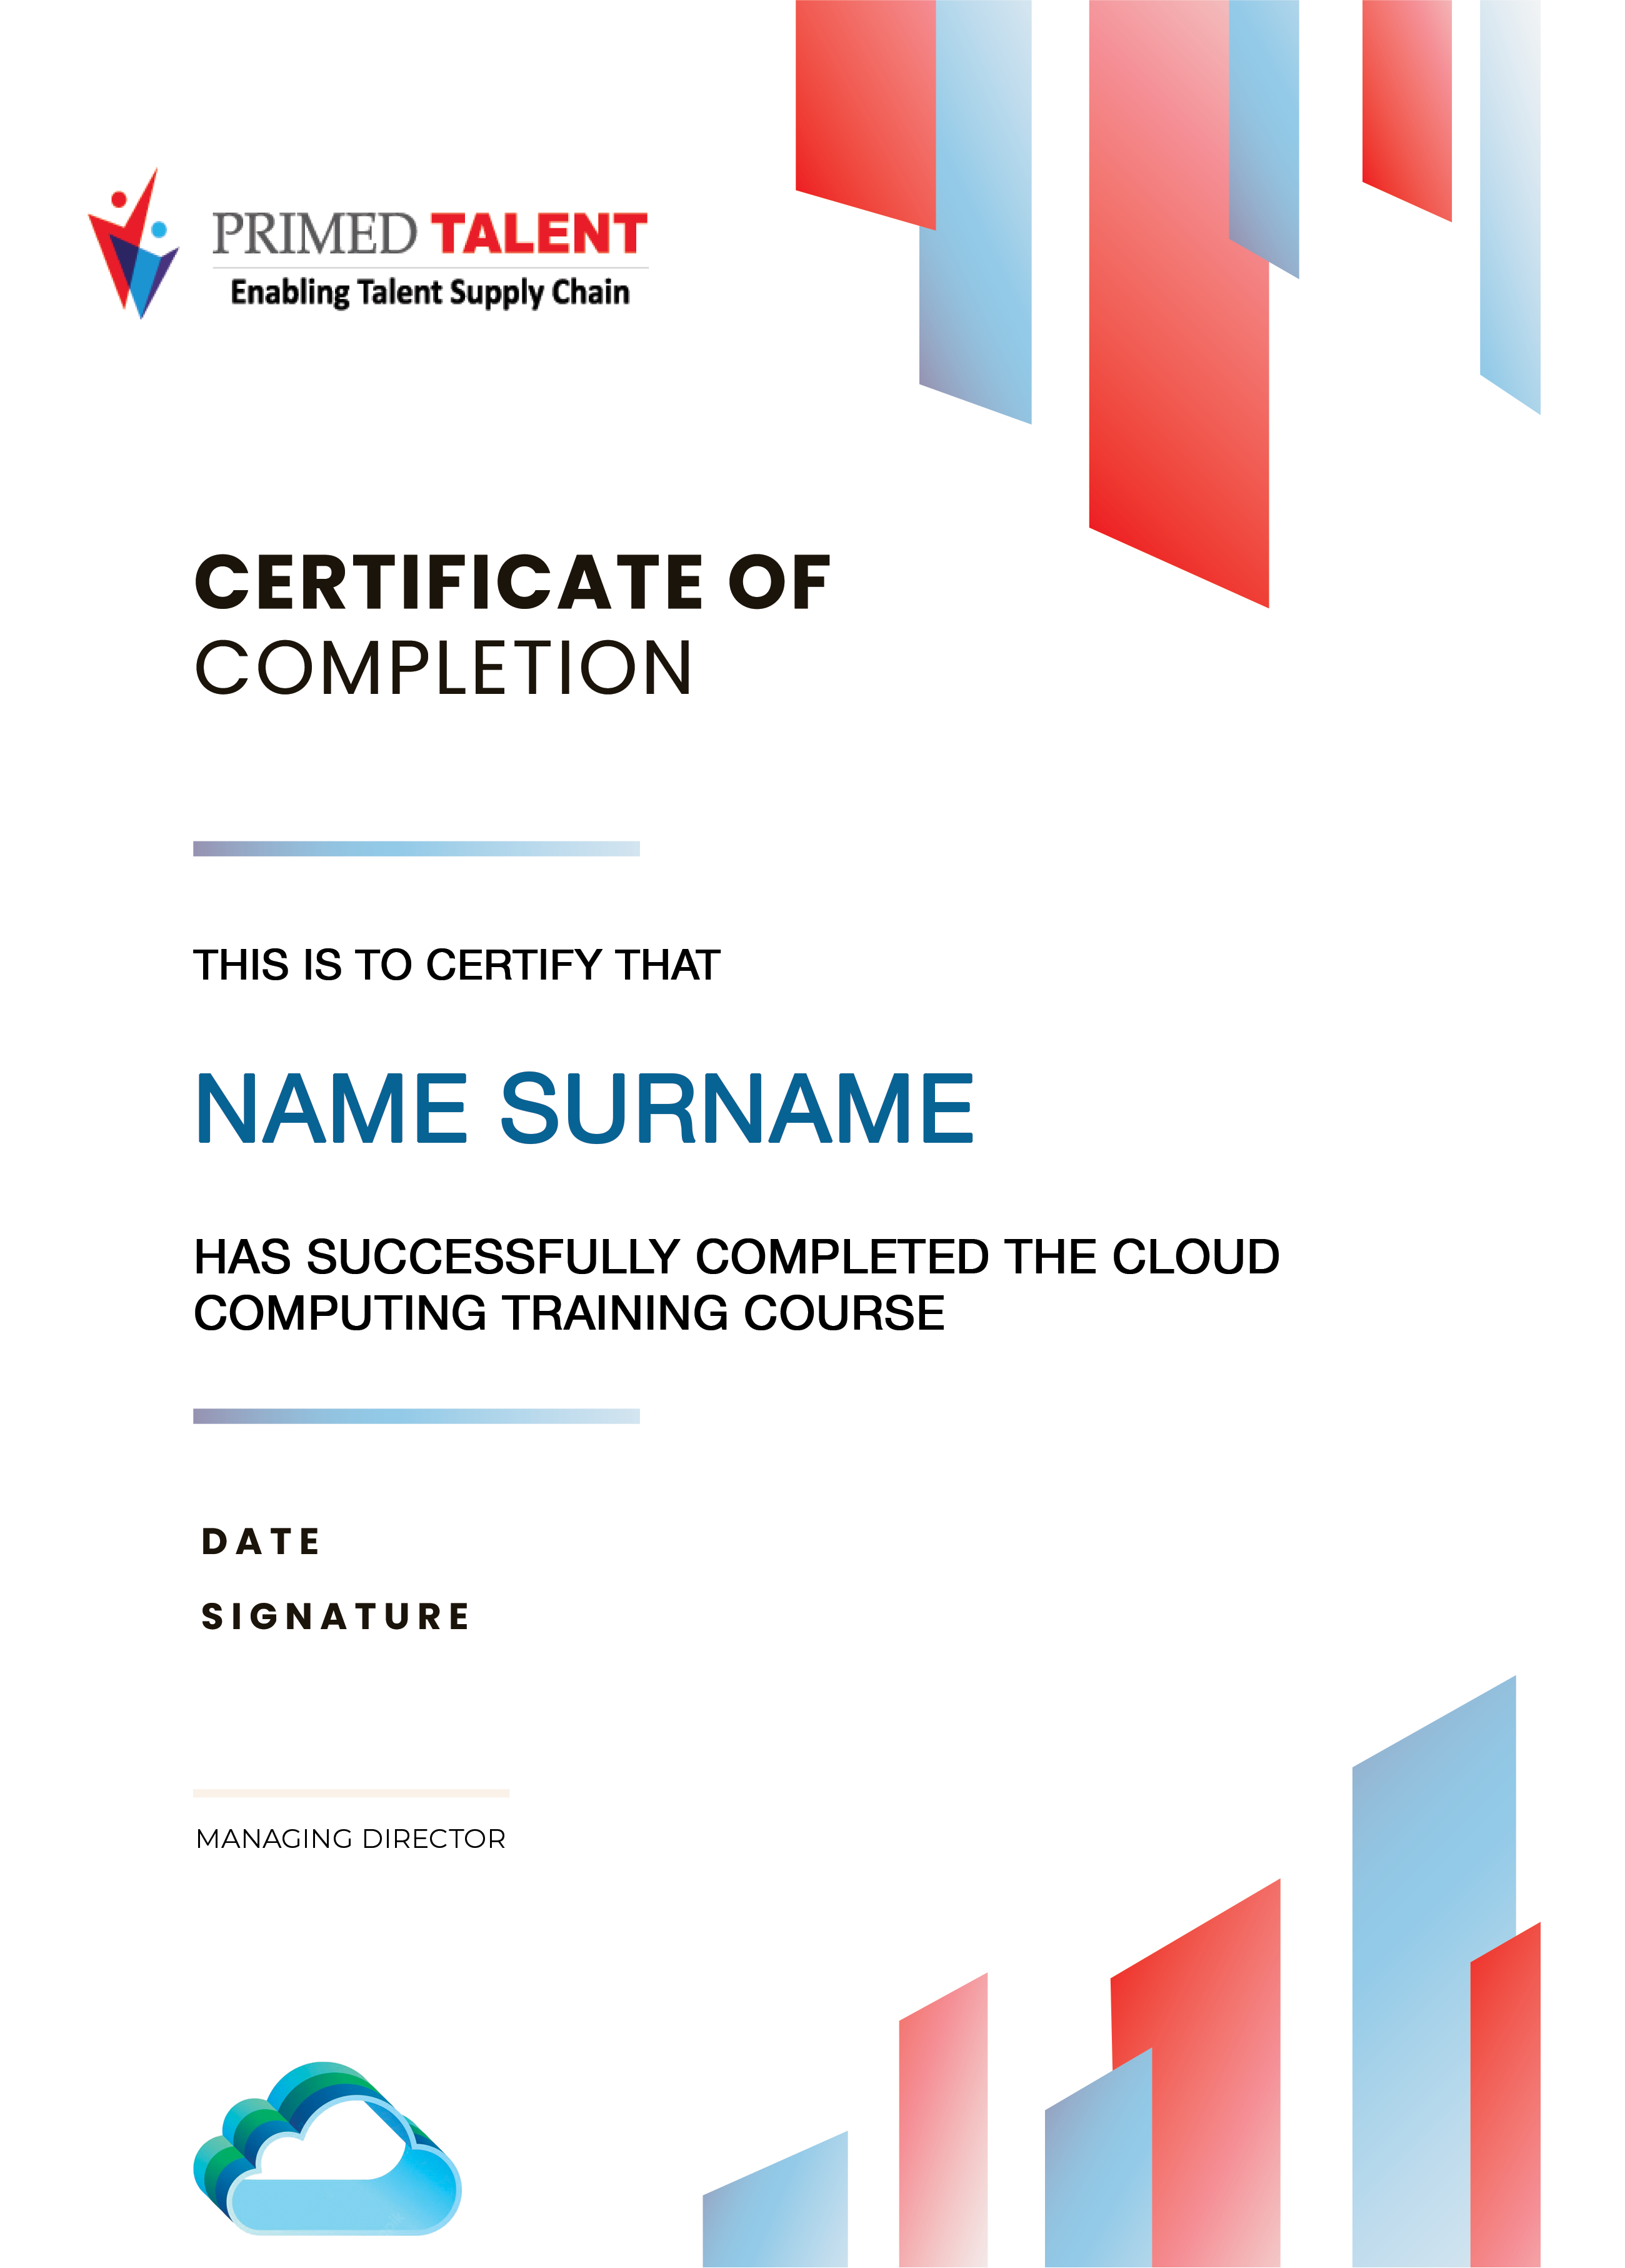 PRIMED TALENT
Enabling Talent Supply Chain
CERTIFICATE OF
COMPLETION
THIS IS TO CERTIFY THAT
NAME SURNAME
HAS SUCCESSFULLY COMPLETED THE CLOUD
COMPUTING TRAINING COURSE
DATE
SIGNATURE
MANAGING DIRECTOR